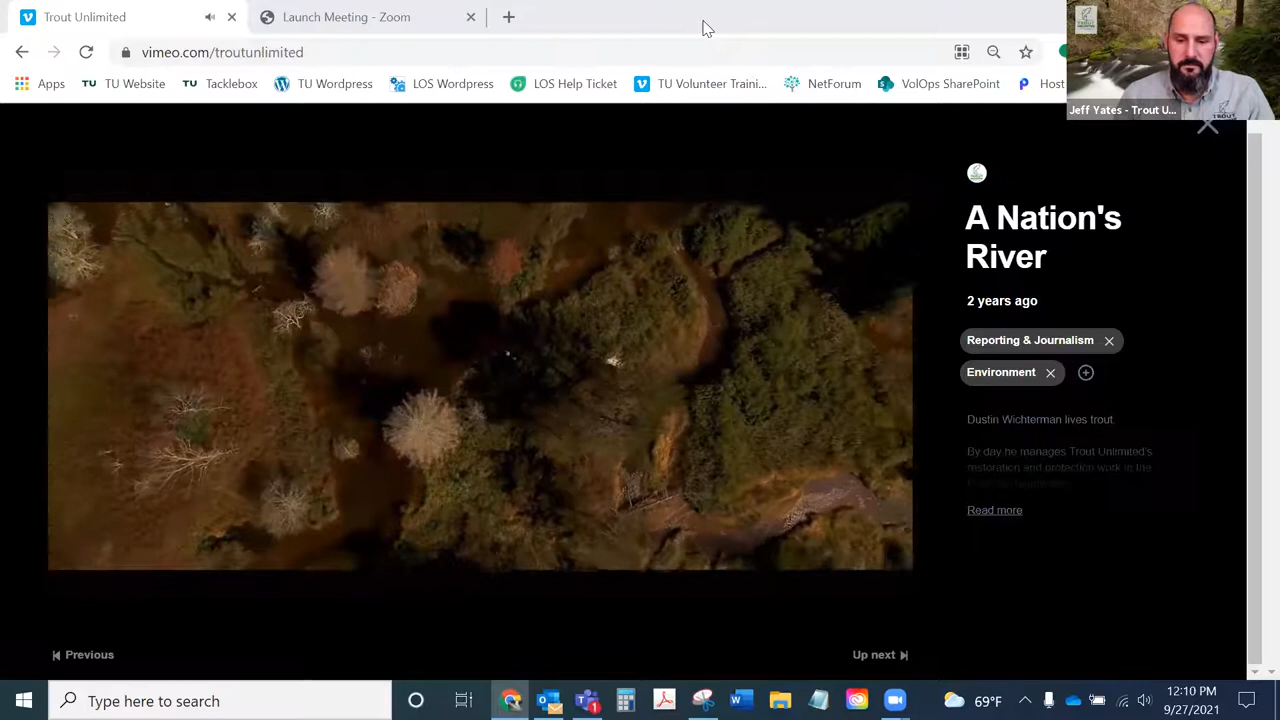 Trout Unlimited
Launch Meeting - Zoom
vimeo.com/troutunlimited
Apps
TU TU Website
TU Tacklebox
TU Wordpress
LOS Wordpress
LOS Help Ticket
TU Volunteer Traini...
NetForum
VolOps SharePoint
Host
Jeff Yates - Trout U...
A Nation's
River
2 years ago
Reporting & Journalism
Environment
Dustin Wichterman lives trout.
By day he manages Trout Unlimited's
restoration and protection work in the
Read more
Previous
Up next
Type here to search
69°F
12:10 PM
9/27/2021